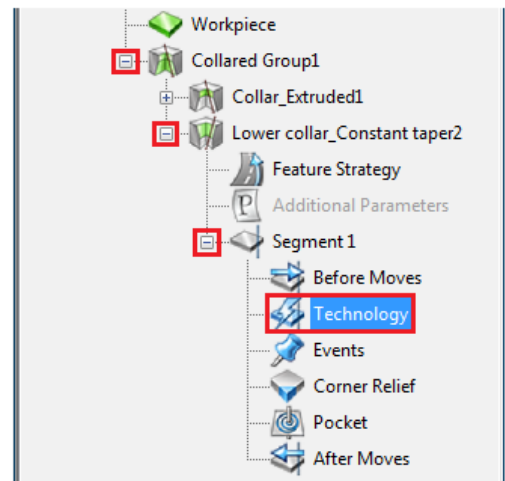 Workpiece
Collared Group1
Collar_Extruded1
Lower collar_Constant taper2
Feature Strategy
P Additional Parameters
Segment 1
Before Moves
Technology
Events
Corner Relief
Pocket
After Moves